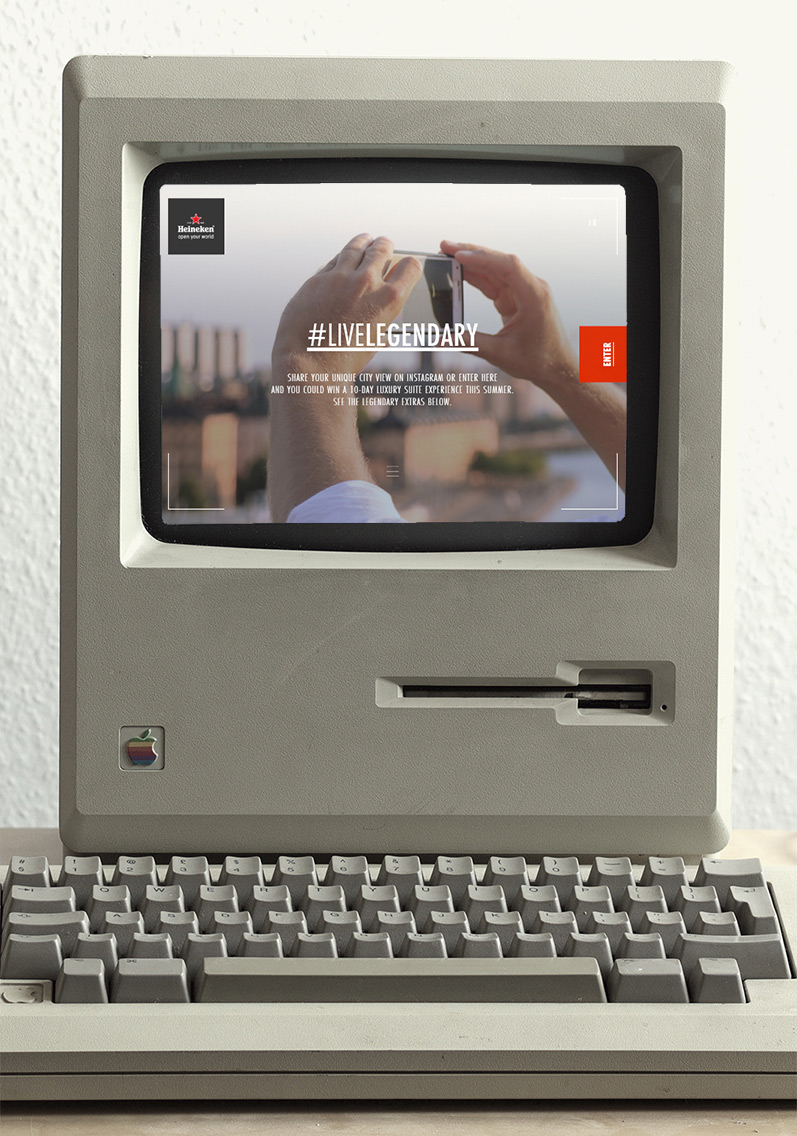 Heineken
open your world
#LIVELEGENDARY
SHARE YOUR UNIQUE CITY VIEW ON INSTAGRAM OR ENTER HERE
AND YOU COULD WIN A 10-DAY LUXURY SUITE EXPERIENCE THIS SUMMER.
SEE THE LEGENDARY EXTRAS BELOW.
ENTER
Q W E R T Y U I O P
A S D F G H J K L